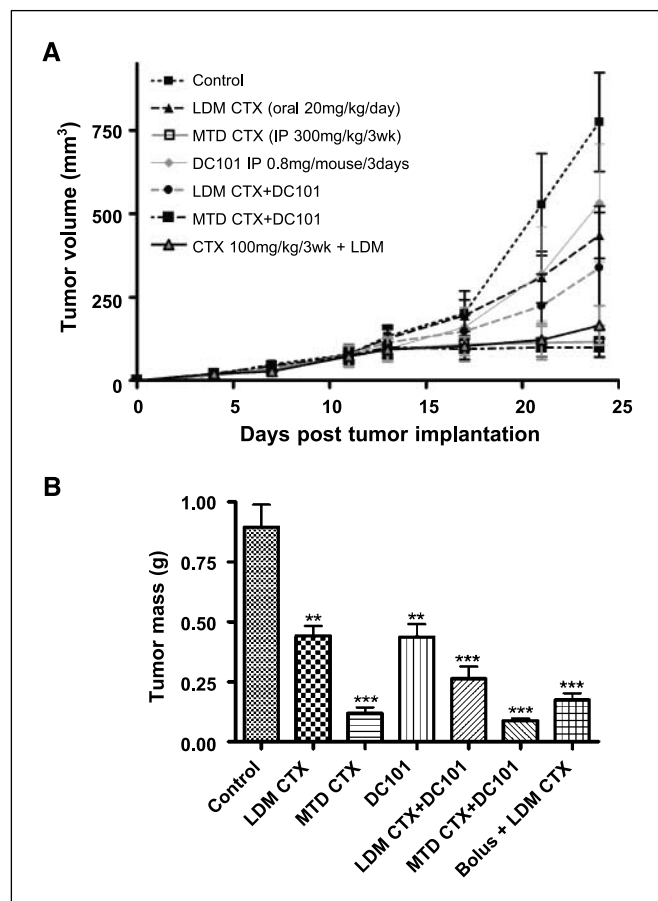 A
Control
LDM CTX (oral 20mg/kg/day)
MTD CTX (IP 300mg/kg/3wk)
DC101 IP 0.8mg/mouse/3days
LDM CTX+DC101
MTD CTX+DC101
CTX 100mg/kg/3wk + LDM
Tumor volume (mm³)
750
500
250
0
0 5 10 15 20 25
Days post tumor implantation
B
Tumor mass (g)
1.00
0.75
0.50
0.25
0.00
** *** ** *** *** ***
Control
LDM CTX
MTD CTX
DC101
LDM CTX+DC101
MTD CTX+DC101
Bolus + LDM CTX